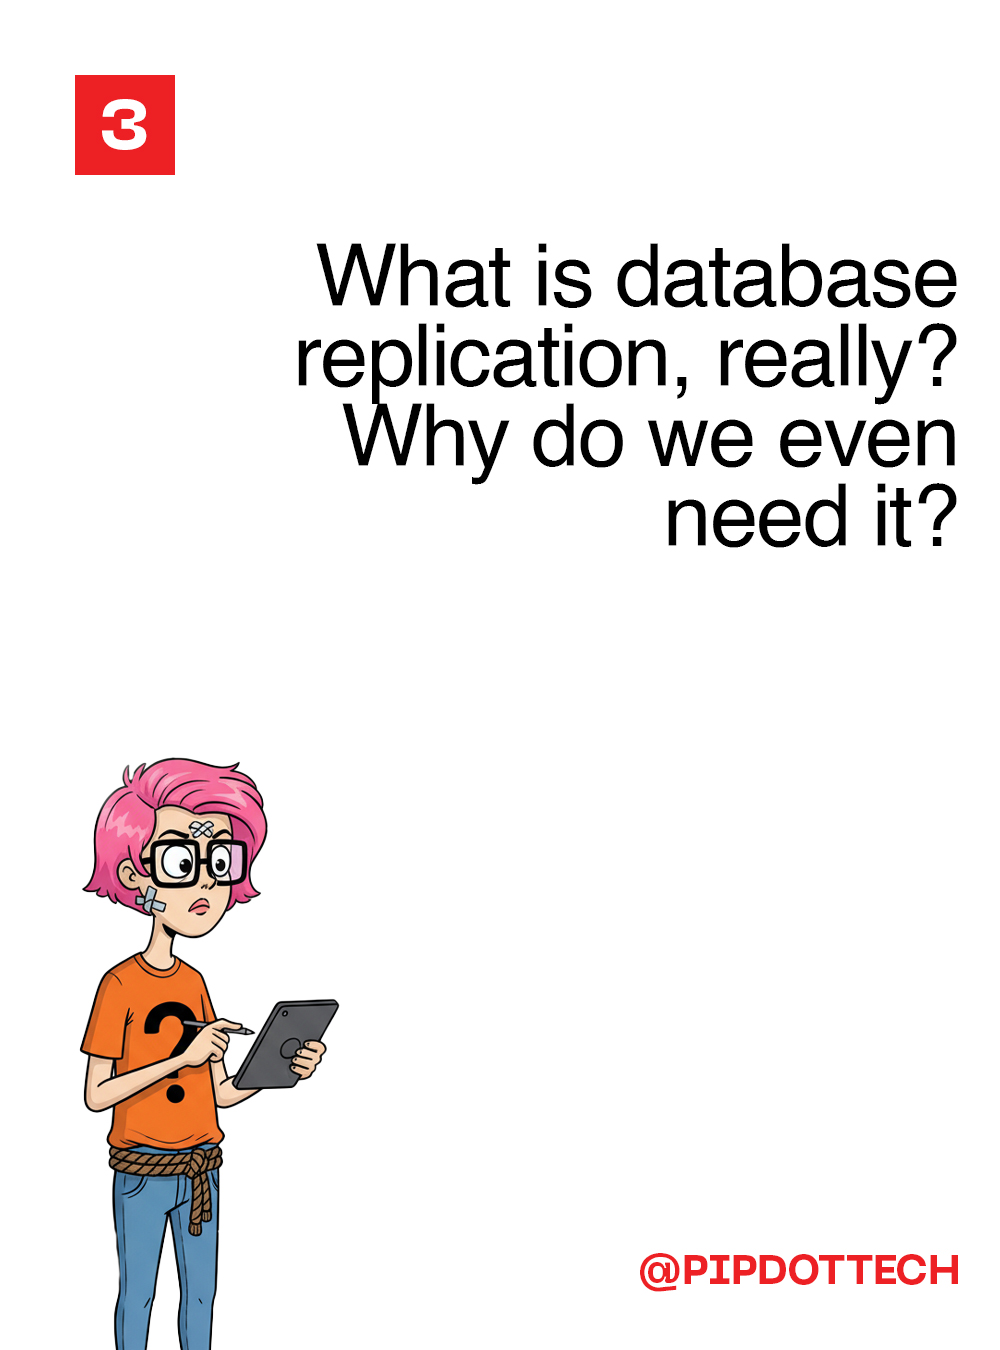 3
What is database
replication, really?
Why do we even
need it?
?
@PIPDOTTECH